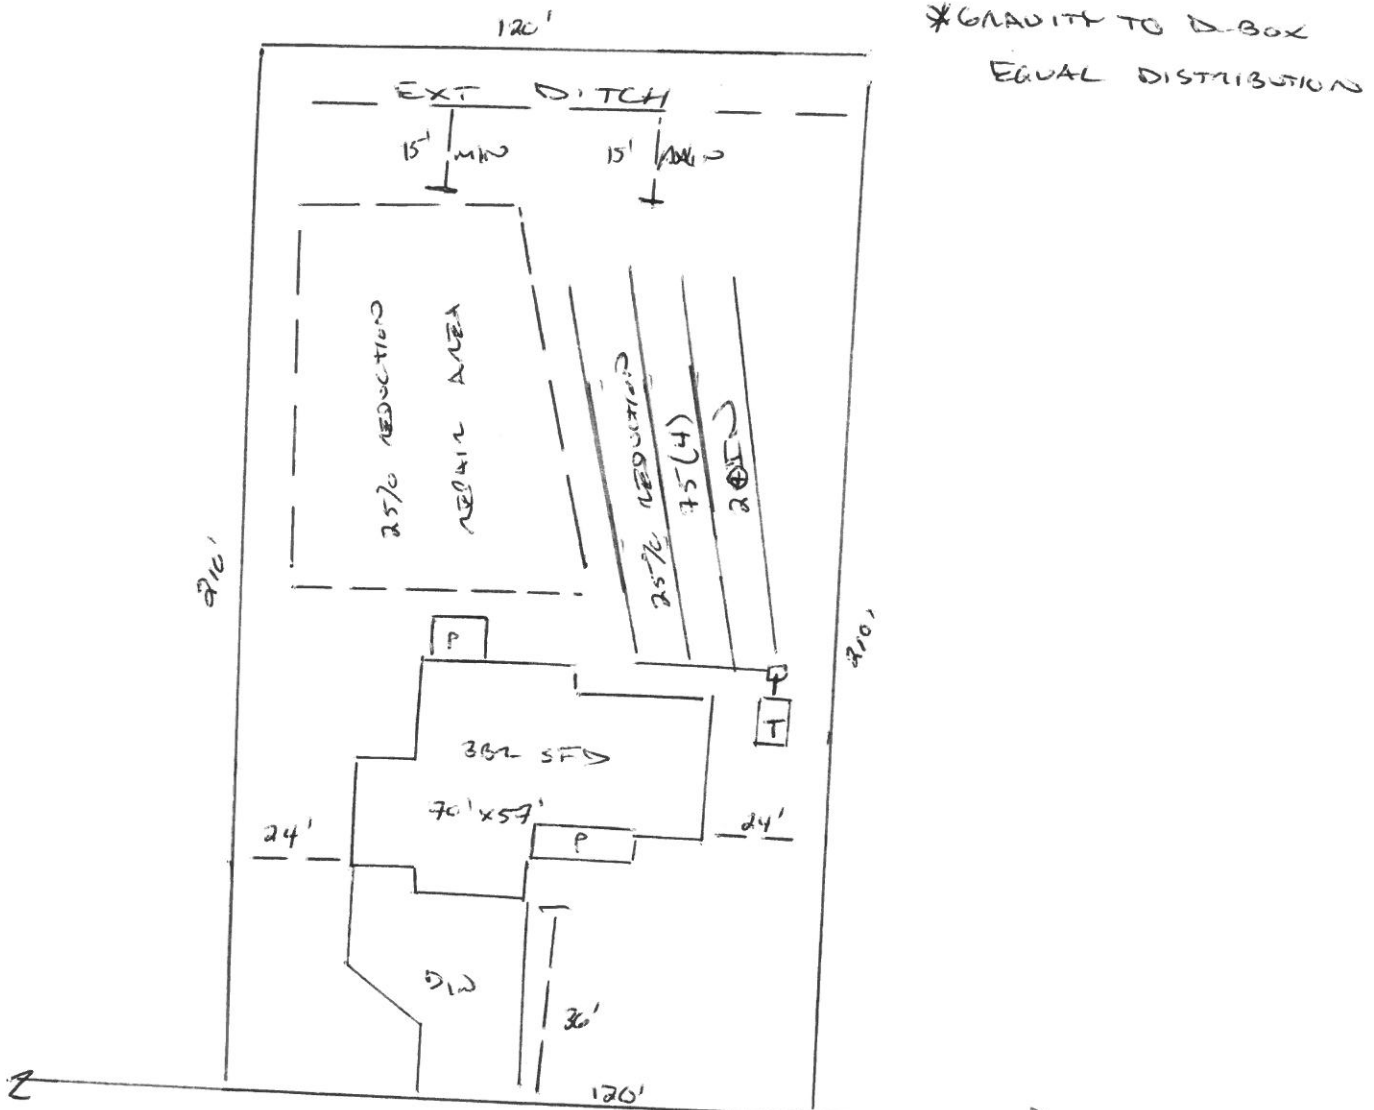 *GRAVITY TO D-BOX
EQUAL DISTRIBUTION
120'
EXT DITCH
15' MIN
15' MIN
25% REDUCTION
REPAIR AREA
25% REDUCTION
75(4)
210'
210'
P
T
3BR SFD
70'x57'
24'
P
24'
D/W
36'
120'